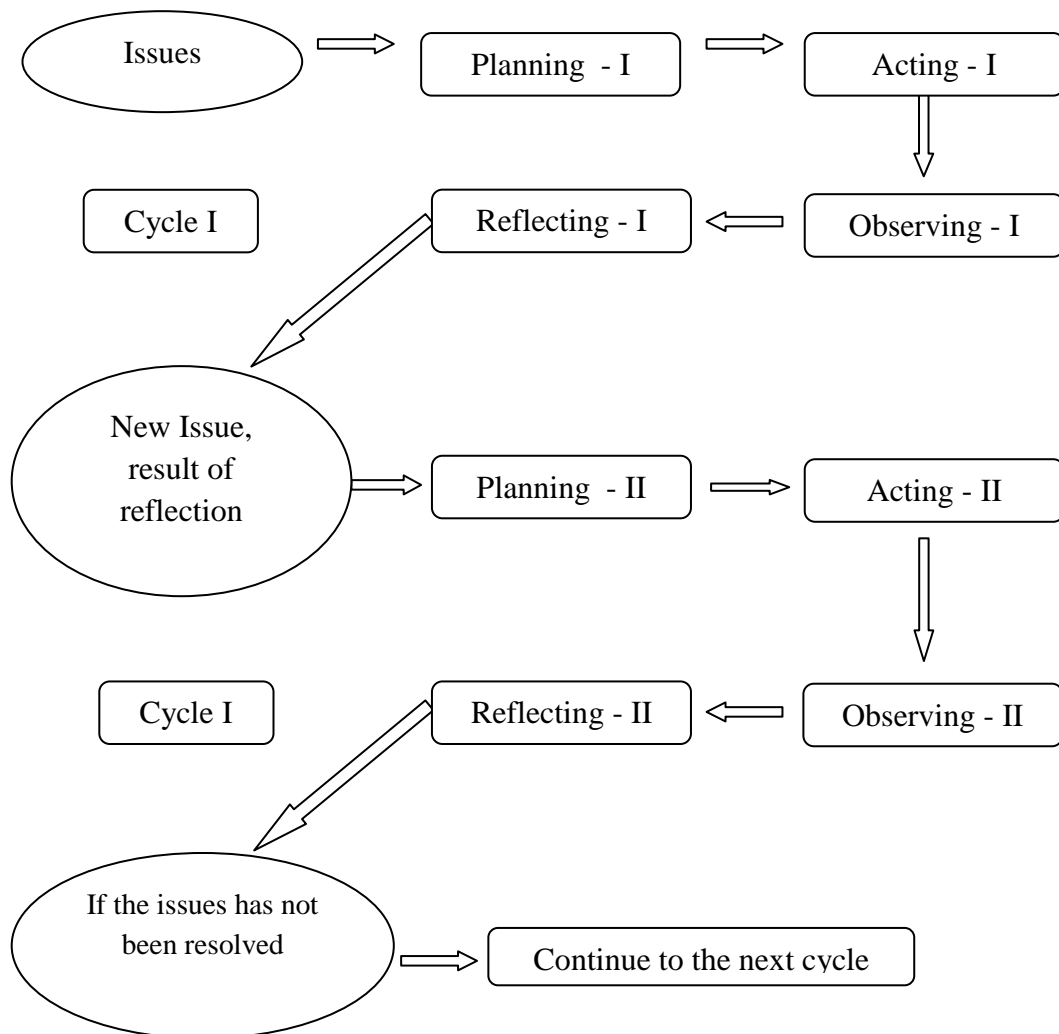 Issues
Planning - I
Acting - I
Cycle I
Reflecting - I
Observing - I
New Issue,
result of
reflection
Planning - II
Acting - II
Cycle I
Reflecting - II
Observing - II
If the issues has not
been resolved
Continue to the next cycle